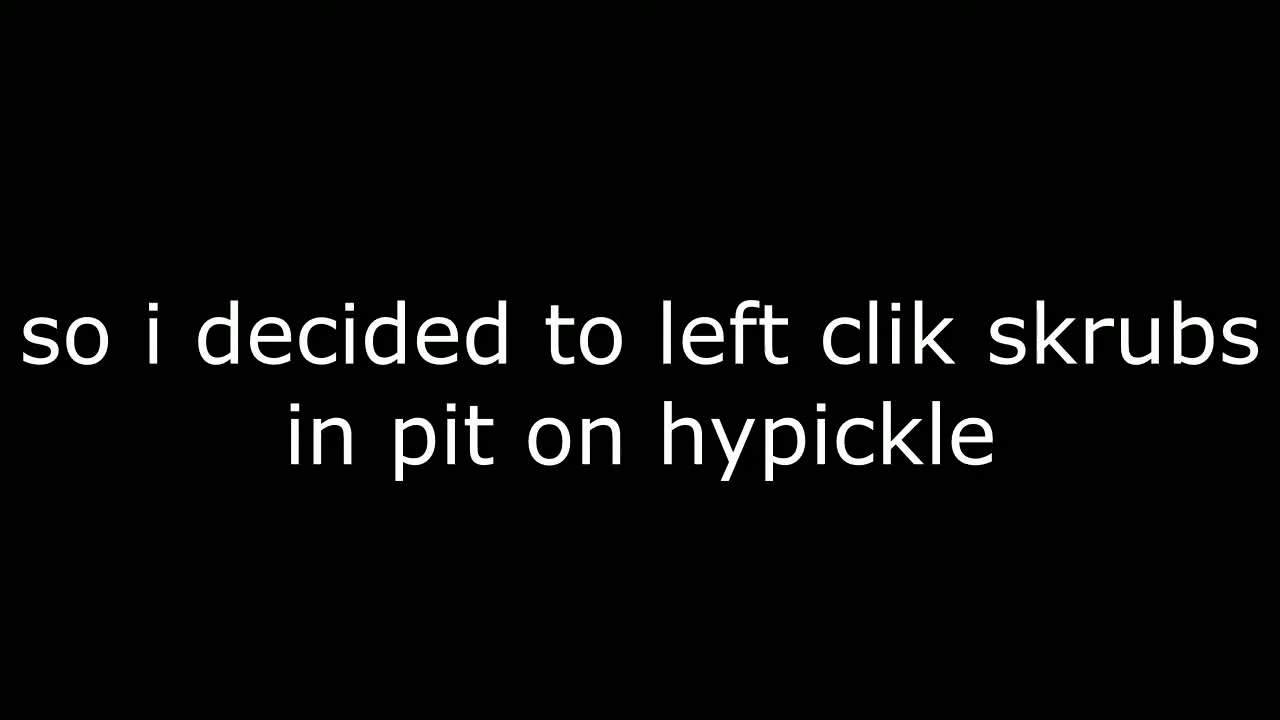 so i decided to left clik skrubs
in pit on hypickle